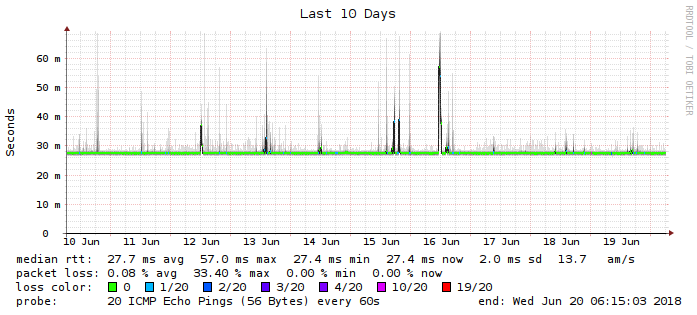 Last 10 Days
RRDTOOL / TOBI OETIKER
Seconds
60 m
50 m
40 m
30 m
20 m
10 m
0
10 Jun 11 Jun 12 Jun 13 Jun 14 Jun 15 Jun 16 Jun 17 Jun 18 Jun 19 Jun
median rtt: 27.7 ms avg 57.0 ms max 27.4 ms min 27.4 ms now 2.0 ms sd 13.7 am/s
packet loss: 0.08 % avg 33.40 % max 0.00 % min 0.00 % now
loss color: 0 1/20 2/20 3/20 4/20 10/20 19/20
probe: 20 ICMP Echo Pings (56 Bytes) every 60s end: Wed Jun 20 06:15:03 2018